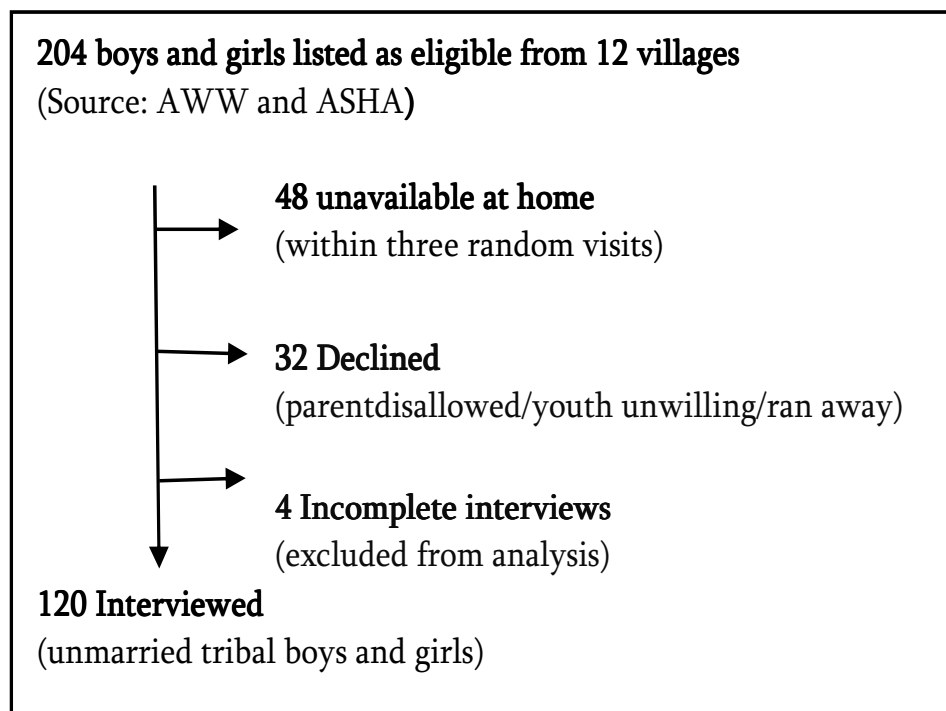 204 boys and girls listed as eligible from 12 villages
(Source: AWW and ASHA)
48 unavailable at home
(within three random visits)
32 Declined
(parentdisallowed/youth unwilling/ran away)
4 Incomplete interviews
(excluded from analysis)
120 Interviewed
(unmarried tribal boys and girls)